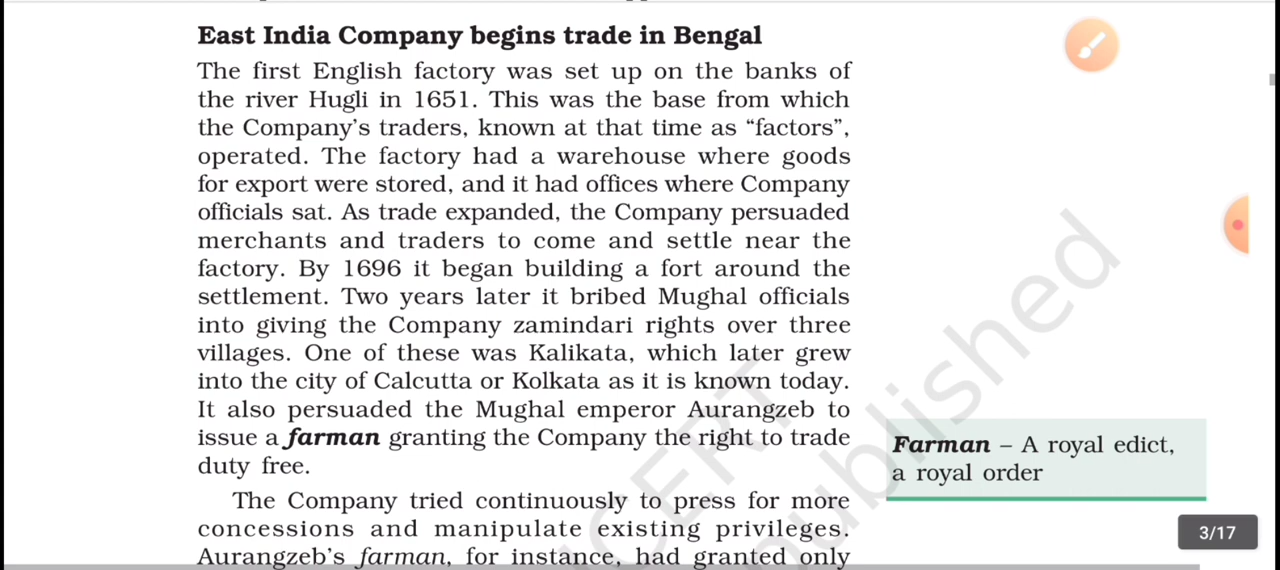 East India Company begins trade in Bengal
The first English factory was set up on the banks of
the river Hugli in 1651. This was the base from which
the Company's traders, known at that time as “factors”,
operated. The factory had a warehouse where goods
for export were stored, and it had offices where Company
officials sat. As trade expanded, the Company persuaded
merchants and traders to come and settle near the
factory. By 1696 it began building a fort around the
settlement. Two years later it bribed Mughal officials
into giving the Company zamindari rights over three
villages. One of these was Kalikata, which later grew
into the city of Calcutta or Kolkata as it is known today.
It also persuaded the Mughal emperor Aurangzeb to
issue a farman granting the Company the right to trade
duty free.
The Company tried continuously to press for more
concessions and manipulate existing privileges.
Aurangzeb's farman, for instance, had granted only
Farman – A royal edict,
a royal order
3/17
CERT
published